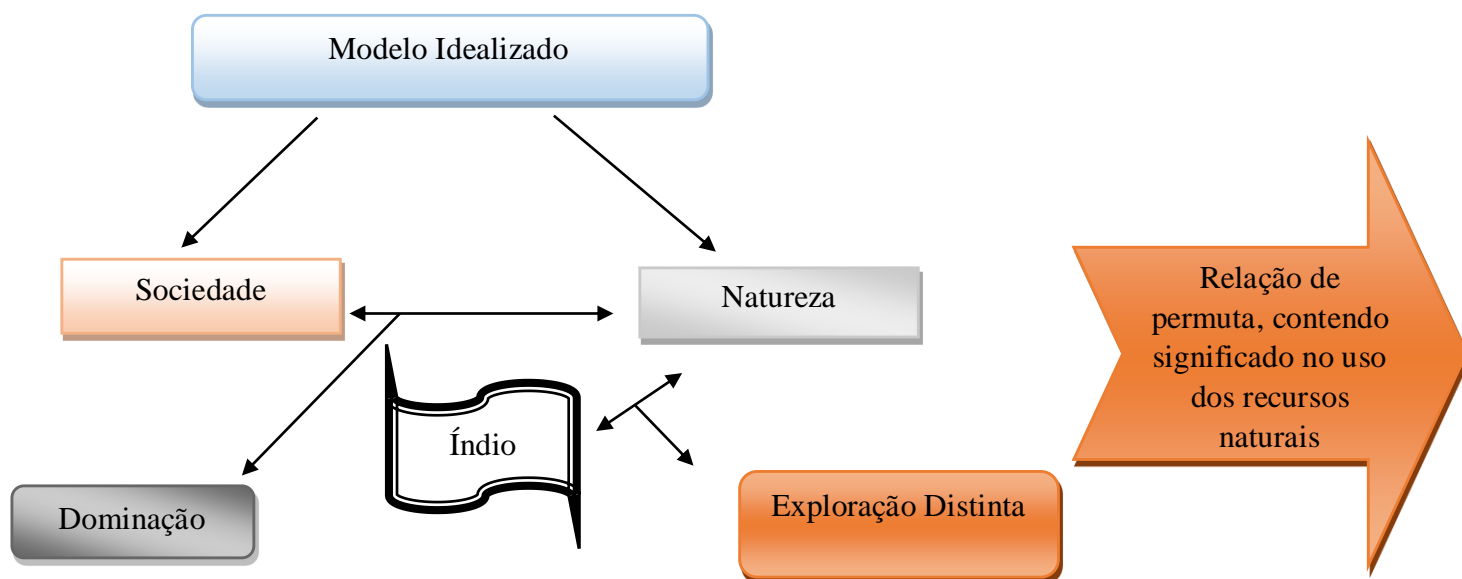 Modelo Idealizado
Sociedade
Natureza
Índio
Dominação
Exploração Distinta
Relação de
permuta, contendo
significado no uso
dos recursos
naturais